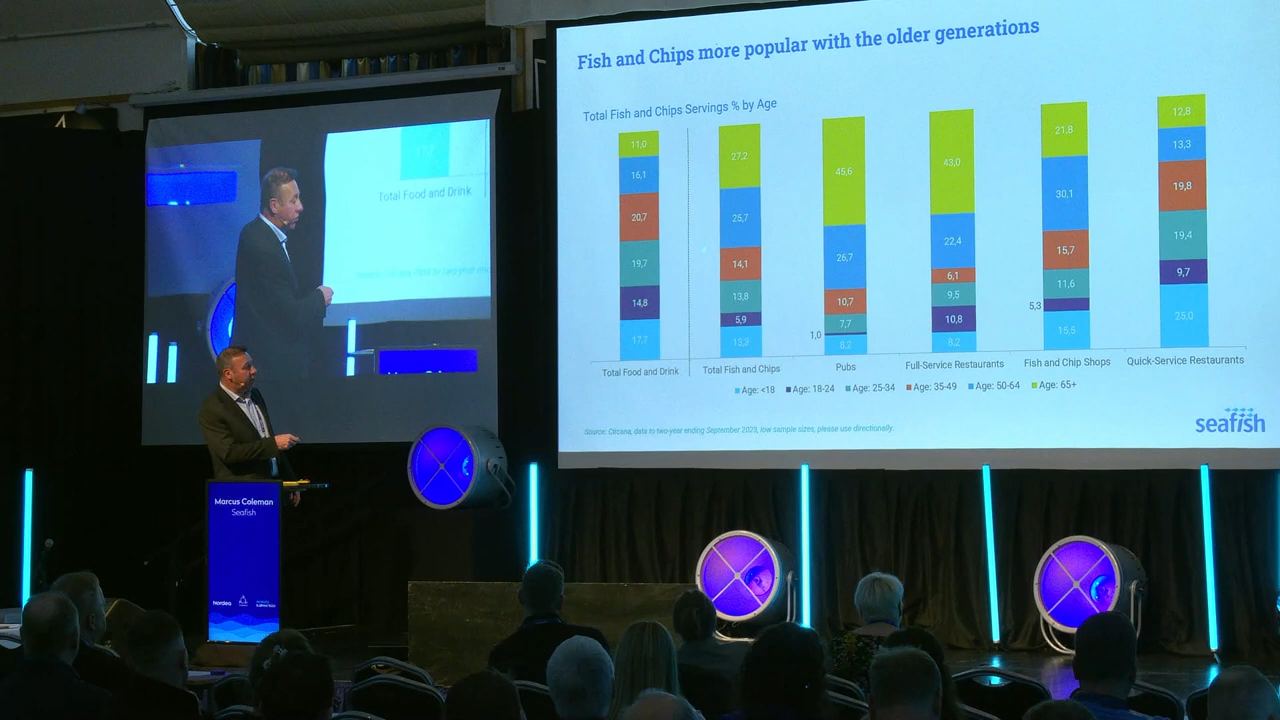 Fish and Chips more popular with the older generations
Total Fish and Chips Servings % by Age
11,0
16,1
20,7
19,7
14,8
17,7
27,2
25,7
14,1
13,8
5,9
13,3
45,6
26,7
10,7
7,7
1,0
8,2
43,0
22,4
6,1
9,5
10,8
8,2
21,8
30,1
15,7
11,6
5,3
15,5
12,8
13,3
19,8
19,4
9,7
25,0
Total Food and Drink
Total Fish and Chips
Pubs
Full-Service Restaurants
Fish and Chip Shops
Quick-Service Restaurants
Age: <18
Age: 18-24
Age: 25-34
Age: 35-49
Age: 50-64
Age: 65+
Source: Circana, data to two-year ending September 2023, low sample sizes, please use directionally.
seafish
Total Food and Drink
Marcus Coleman
Seafish
Nordea